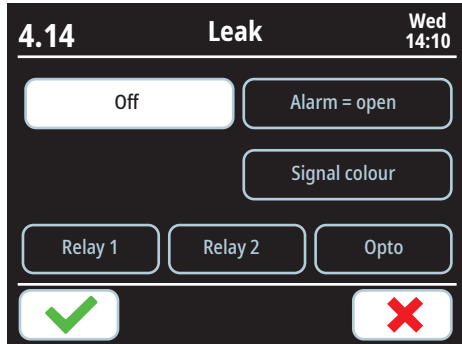 4.14 Leak Wed
14:10
Off Alarm = open
Signal colour
Relay 1 Relay 2 Opto